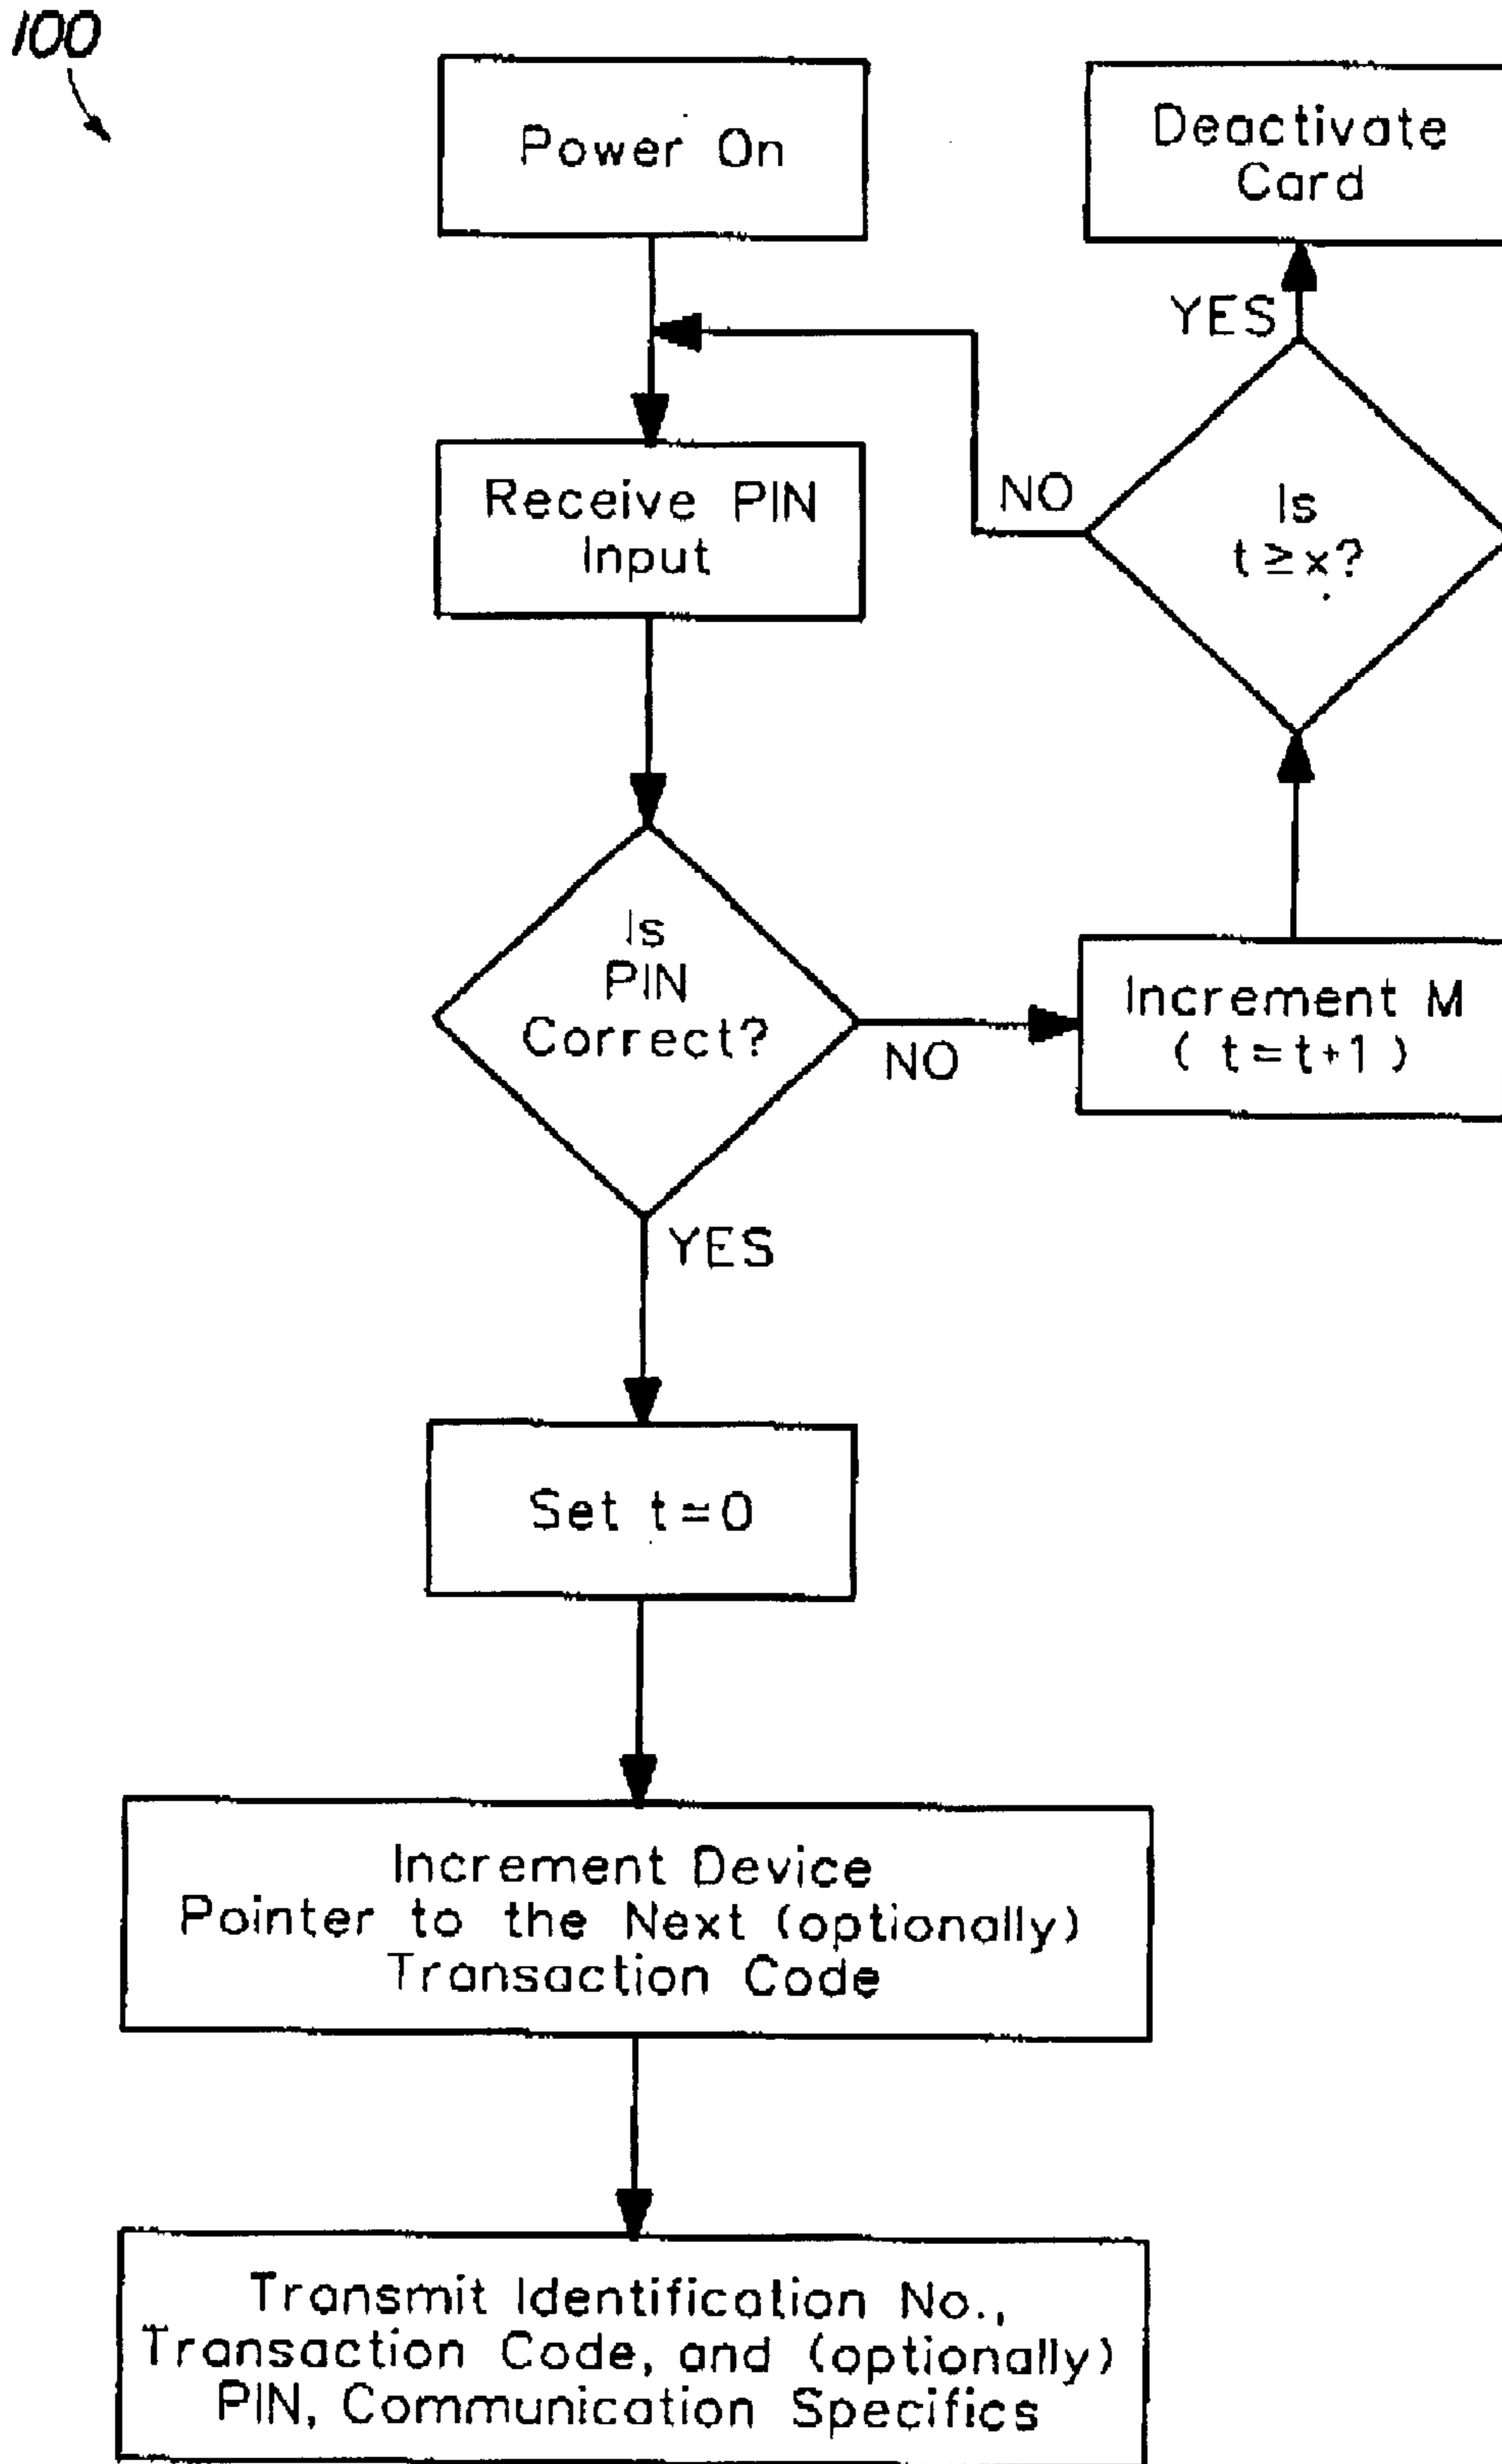 100
Power On
Deactivate
Card
YES
Receive PIN
Input
NO
Is
t ≥ x?
Is
PIN
Correct?
NO
Increment M
( t = t+1 )
YES
Set t = 0
Increment Device
Pointer to the Next (optionally)
Transaction Code
Transmit Identification No.,
Transaction Code, and (optionally)
PIN, Communication Specifics